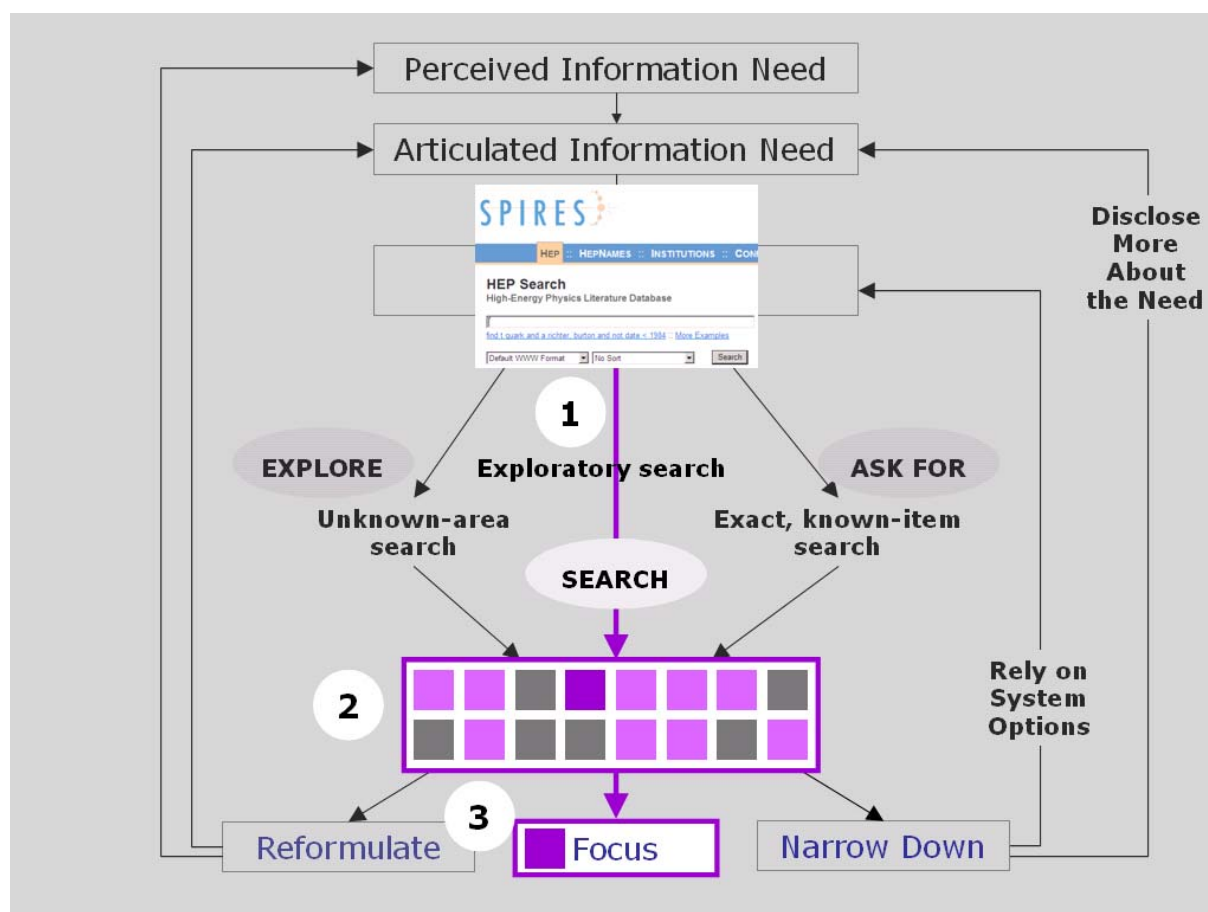 Perceived Information Need
Articulated Information Need
SPIRES
HEP :: HEPNAMES :: INSTITUTIONS :: CON
HEP Search
High-Energy Physics Literature Database
find t quark and a richter, burton and not date < 1984 :: More Examples
Default WWW Format
No Sort
Search
Disclose
More
About
the Need
1
EXPLORE
Exploratory search
ASK FOR
Unknown-area
search
Exact, known-item
search
SEARCH
2
Rely on
System
Options
3
Reformulate
Focus
Narrow Down